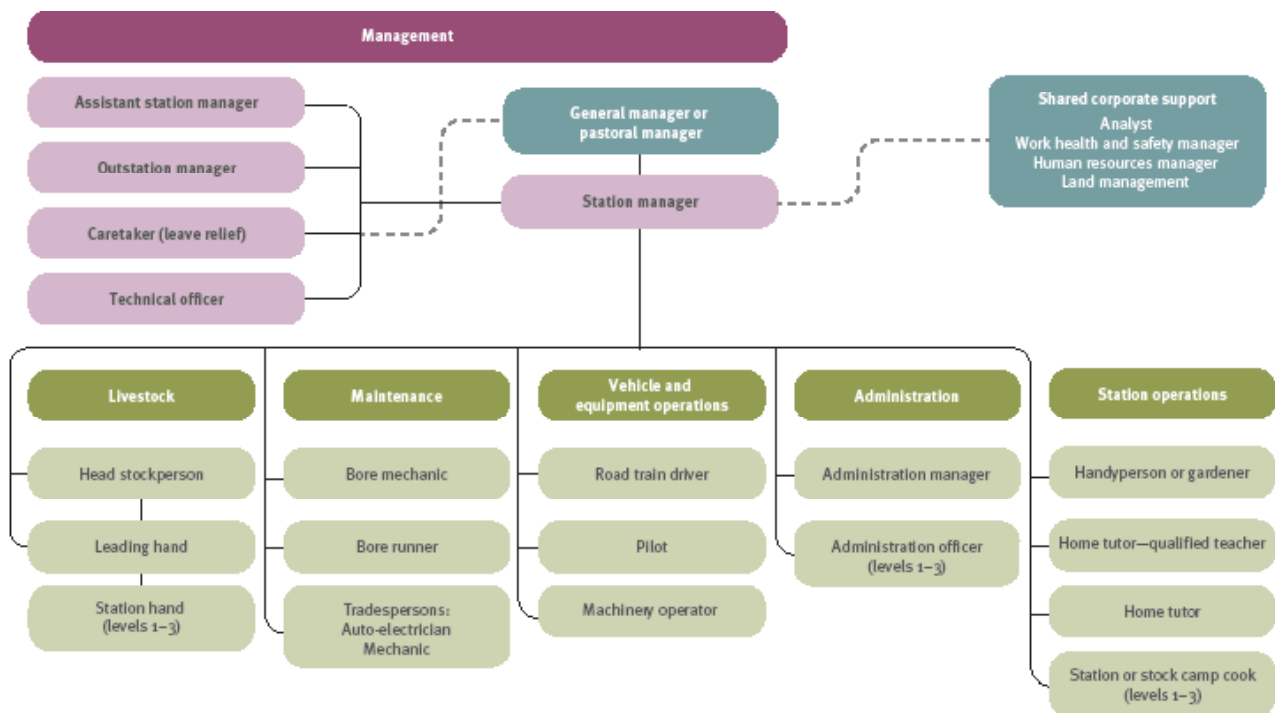 Management
Assistant station manager
Outstation manager
Caretaker (leave relief)
Technical officer
General manager or
pastoral manager
Station manager
Shared corporate support
Analyst
Work health and safety manager
Human resources manager
Land management
Livestock
Head stockperson
Leading hand
Station hand
(levels 1–3)
Maintenance
Bore mechanic
Bore runner
Tradespersons:
Auto-electrician
Mechanic
Vehicle and
equipment operations
Road train driver
Pilot
Machinery operator
Administration
Administration manager
Administration officer
(levels 1–3)
Station operations
Handyperson or gardener
Home tutor—qualified teacher
Home tutor
Station or stock camp cook
(levels 1–3)